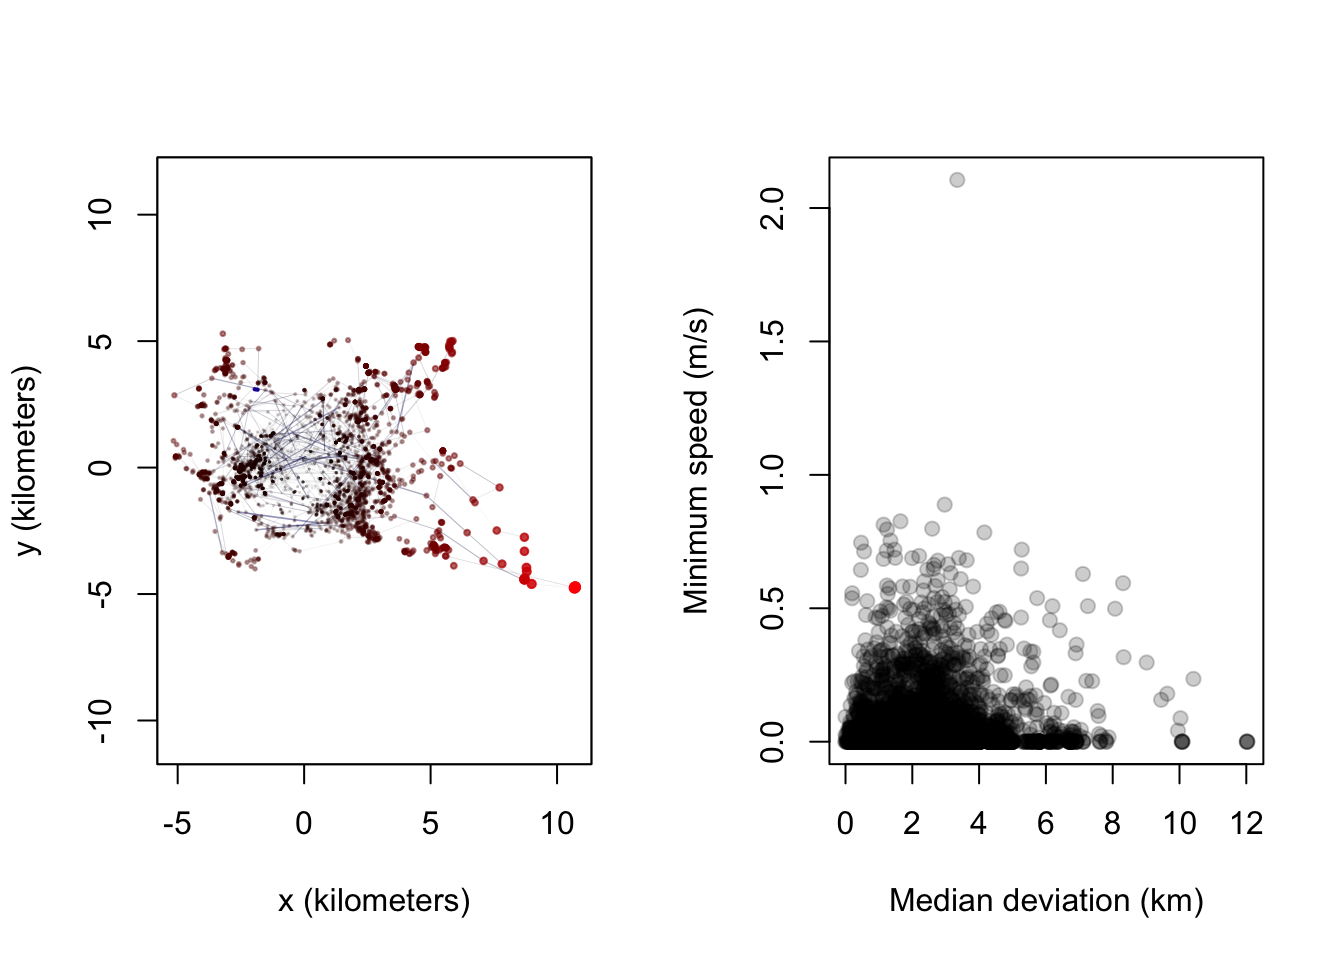 10
5
0
-5
-10
y (kilometers)
-5 0 5 10
x (kilometers)
2.0
1.5
1.0
0.5
0.0
Minimum speed (m/s)
0 2 4 6 8 10 12
Median deviation (km)